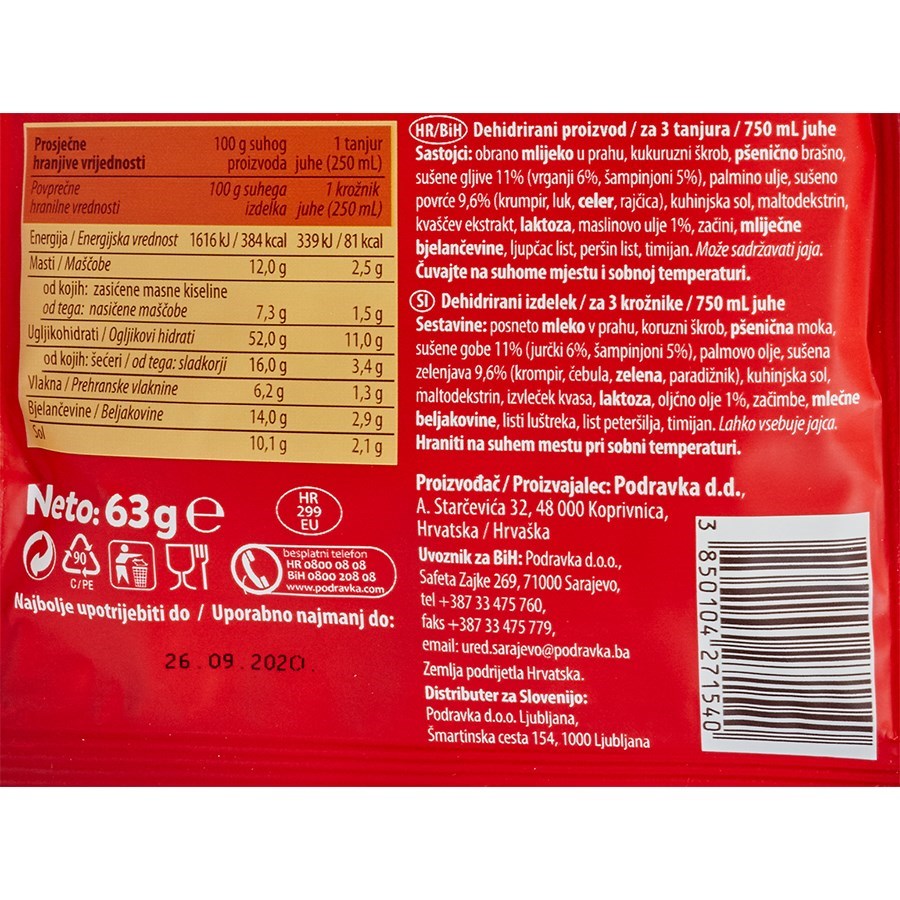 Prosječne hranjive vrijednosti 100 g suhog proizvoda 1 tanjur juhe (250 mL)
Povprečne hranilne vrednosti 100 g suhega izdelka 1 krožnik juhe (250 mL)
Energija / Energijska vrednost 1616 kJ / 384 kcal 339 kJ / 81 kcal
Masti / Maščobe 12,0 g 2,5 g
od kojih: zasićene masne kiseline
od tega: nasičene maščobe 7,3 g 1,5 g
Ugljikohidrati / Ogljikovi hidrati 52,0 g 11,0 g
od kojih: šećeri / od tega: sladkorji 16,0 g 3,4 g
Vlakna / Prehranske vlaknine 6,2 g 1,3 g
Bjelančevine / Beljakovine 14,0 g 2,9 g
Sol 10,1 g 2,1 g
Neto: 63 g e
HR
299
EU
90
C/PE
besplatni telefon
HR 0800 08 08
BiH 0800 208 08
www.podravka.com
Najbolje upotrijebiti do / Uporabno najmanj do:
26.09.2020.
HR/BiH Dehidrirani proizvod / za 3 tanjura / 750 mL juhe
Sastojci: obrano mlijeko u prahu, kukuruzni škrob, pšenično brašno,
sušene gljive 11% (vrganji 6%, šampinjoni 5%), palmino ulje, sušeno
povrće 9,6% (krumpir, luk, celer, rajčica), kuhinjska sol, maltodekstrin,
kvaščev ekstrakt, laktoza, maslinovo ulje 1%, začini, mliječne
bjelančevine, ljupčac list, peršin list, timijan. Može sadržavati jaja.
Čuvajte na suhome mjestu i sobnoj temperaturi.
SI Dehidrirani izdelek / za 3 krožnike / 750 mL juhe
Sestavine: posneto mleko v prahu, koruzni škrob, pšenična moka,
sušene gobe 11% (jurčki 6%, šampinjoni 5%), palmovo olje, sušena
zelenjava 9,6% (krompir, čebula, zelena, paradižnik), kuhinjska sol,
maltodekstrin, izvleček kvasa, laktoza, oljčno olje 1%, začimbe, mlečne
beljakovine, listi luštreka, list peteršilja, timijan. Lahko vsebuje jajca.
Hraniti na suhem mestu pri sobni temperaturi.
Proizvođač / Proizvajalec: Podravka d.d.,
A. Starčevića 32, 48 000 Koprivnica,
Hrvatska / Hrvaška
Uvoznik za BiH: Podravka d.o.o.,
Safeta Zajke 269, 71000 Sarajevo,
tel +387 33 475 760,
faks +387 33 475 779,
email: ured.sarajevo@podravka.ba
Zemlja podrijetla Hrvatska.
Distributer za Slovenijo:
Podravka d.o.o. Ljubljana,
Šmartinska cesta 154, 1000 Ljubljana
3 850104 271540